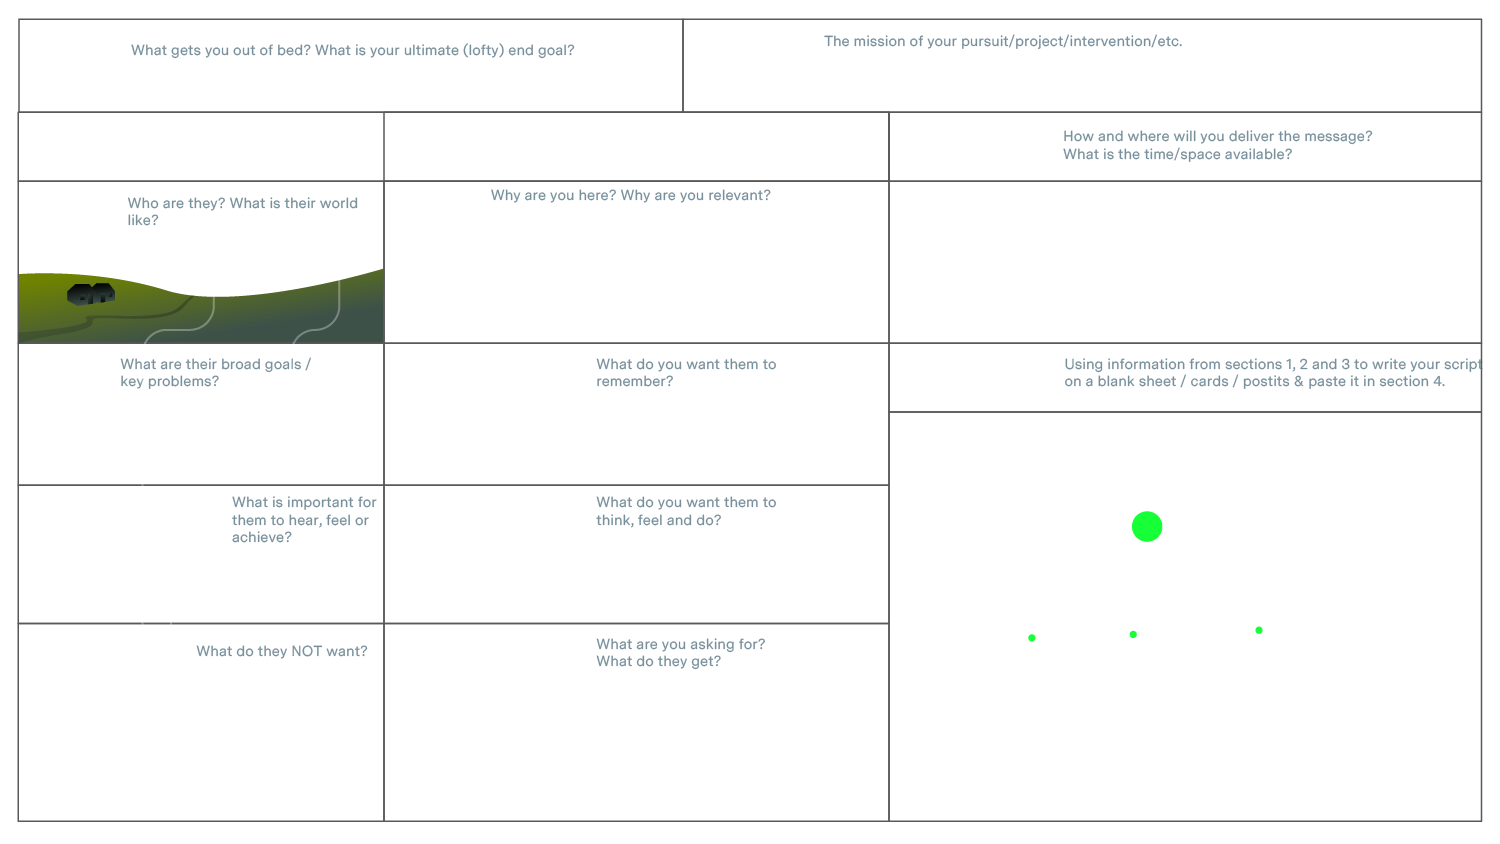 What gets you out of bed? What is your ultimate (lofty) end goal?
The mission of your pursuit/project/intervention/etc.
How and where will you deliver the message?
What is the time/space available?
Who are they? What is their world
like?
Why are you here? Why are you relevant?
What are their broad goals /
key problems?
What do you want them to
remember?
Using information from sections 1, 2 and 3 to write your script
on a blank sheet / cards / postits & paste it in section 4.
What is important for
them to hear, feel or
achieve?
What do you want them to
think, feel and do?
What do they NOT want?
What are you asking for?
What do they get?